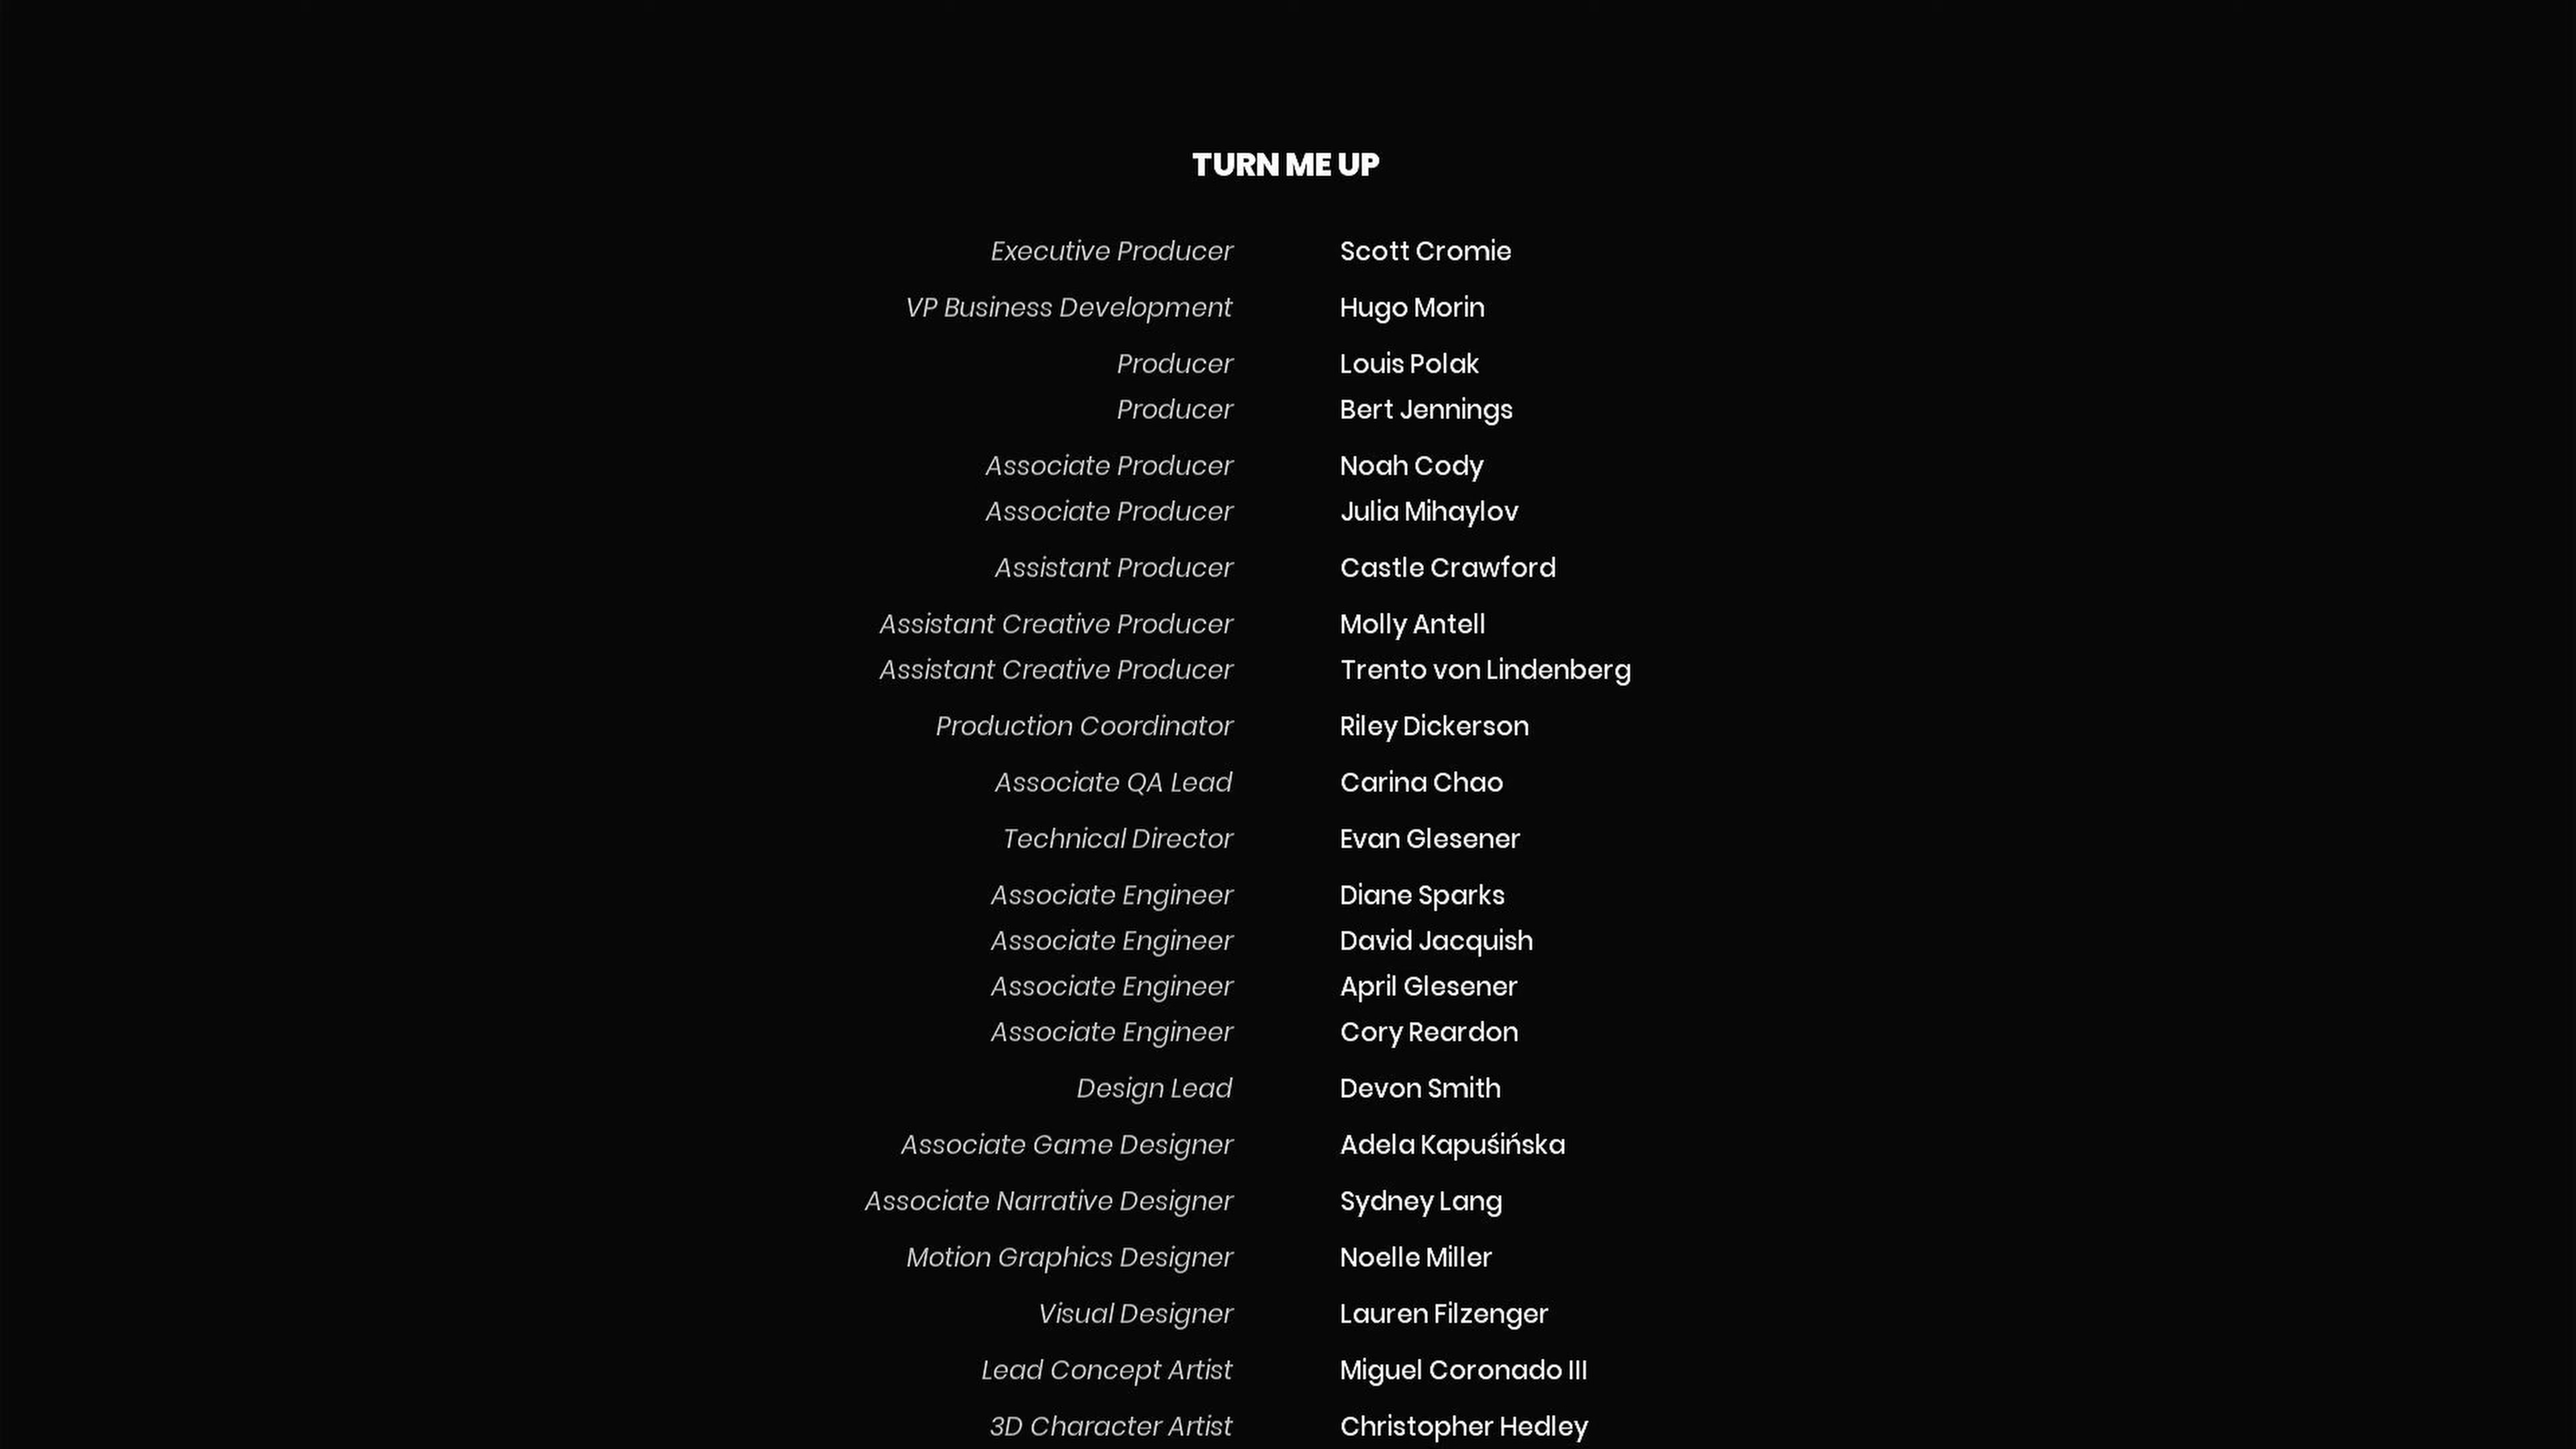 TURN ME UP
Executive Producer Scott Cromie
VP Business Development Hugo Morin
Producer Louis Polak
Producer Bert Jennings
Associate Producer Noah Cody
Associate Producer Julia Mihaylov
Assistant Producer Castle Crawford
Assistant Creative Producer Molly Antell
Assistant Creative Producer Trento von Lindenberg
Production Coordinator Riley Dickerson
Associate QA Lead Carina Chao
Technical Director Evan Glesener
Associate Engineer Diane Sparks
Associate Engineer David Jacquish
Associate Engineer April Glesener
Associate Engineer Cory Reardon
Design Lead Devon Smith
Associate Game Designer Adela Kapuśińska
Associate Narrative Designer Sydney Lang
Motion Graphics Designer Noelle Miller
Visual Designer Lauren Filzenger
Lead Concept Artist Miguel Coronado III
3D Character Artist Christopher Hedley